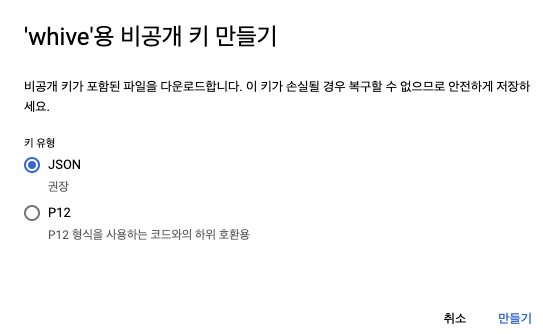 'whive'용 비공개 키 만들기
비공개 키가 포함된 파일을 다운로드합니다. 이 키가 손실될 경우 복구할 수 없으므로 안전하게 저장하
세요.
키 유형
JSON
권장
P12
P12 형식을 사용하는 코드와의 하위 호환용
취소 만들기